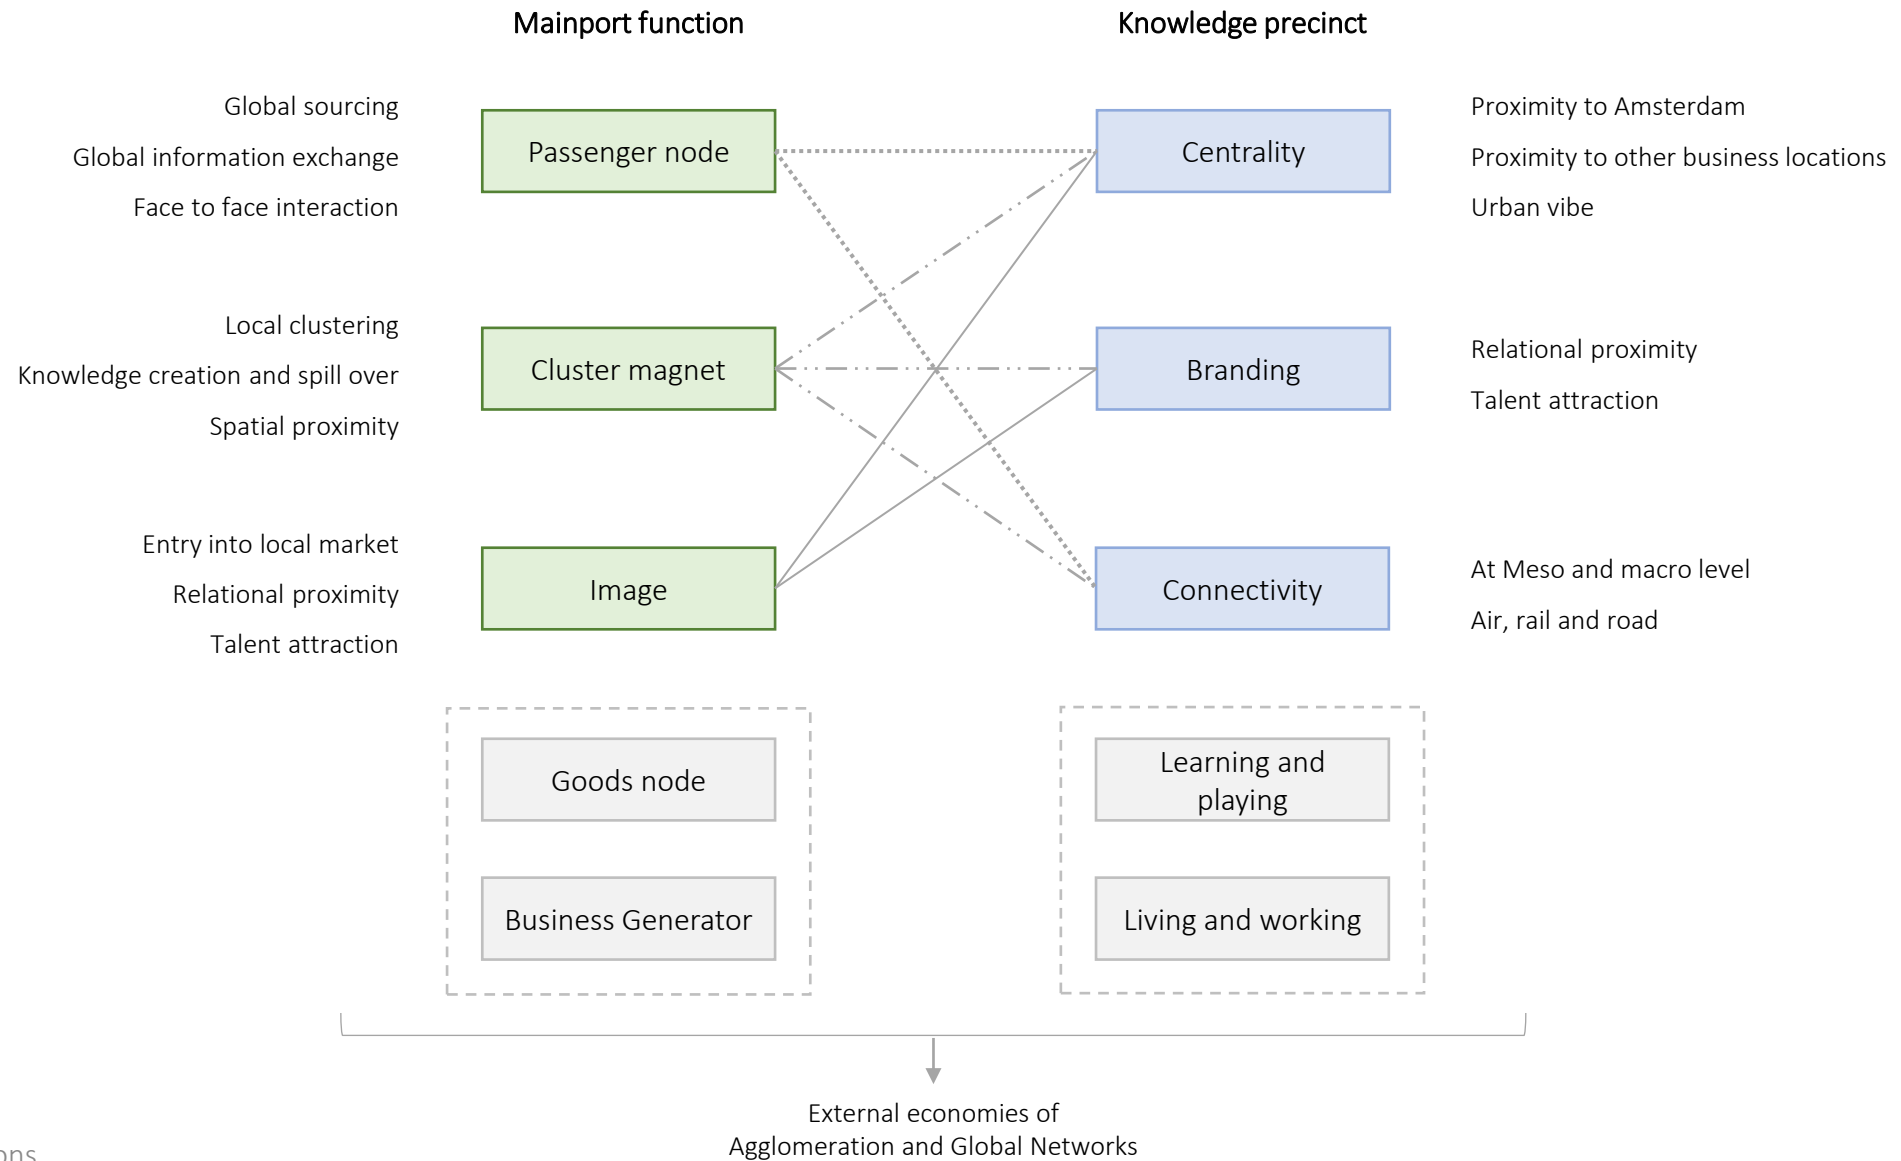 Mainport function
Knowledge precinct
Global sourcing
Global information exchange
Face to face interaction
Passenger node
Centrality
Proximity to Amsterdam
Proximity to other business locations
Urban vibe
Local clustering
Knowledge creation and spill over
Spatial proximity
Cluster magnet
Branding
Relational proximity
Talent attraction
Entry into local market
Relational proximity
Talent attraction
Image
Connectivity
At Meso and macro level
Air, rail and road
Goods node
Business Generator
Learning and
playing
Living and working
External economies of
Agglomeration and Global Networks